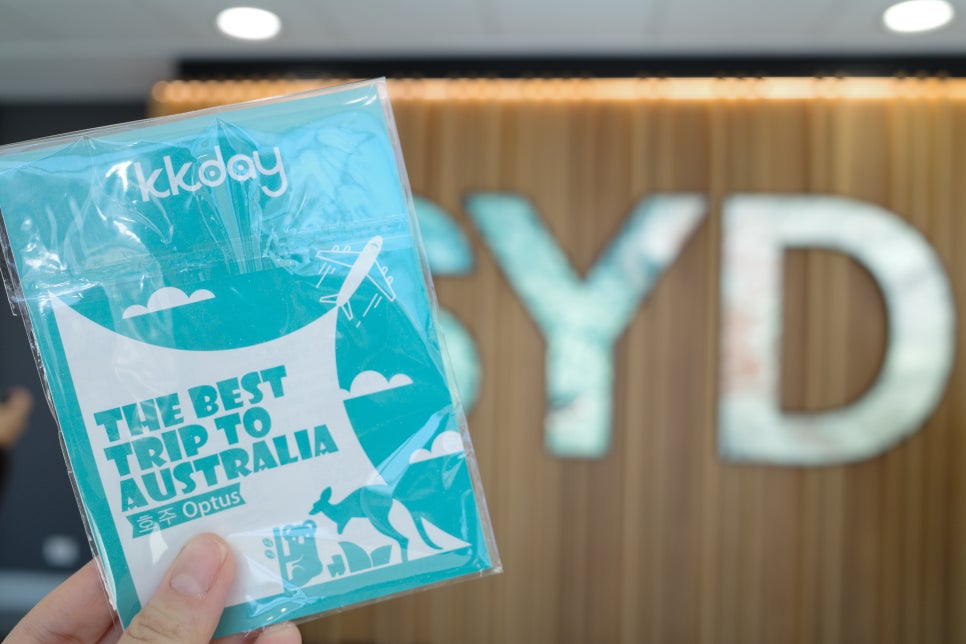 kkday
THE BEST
TRIP TO
AUSTRALIA
호주 Optus
SYD